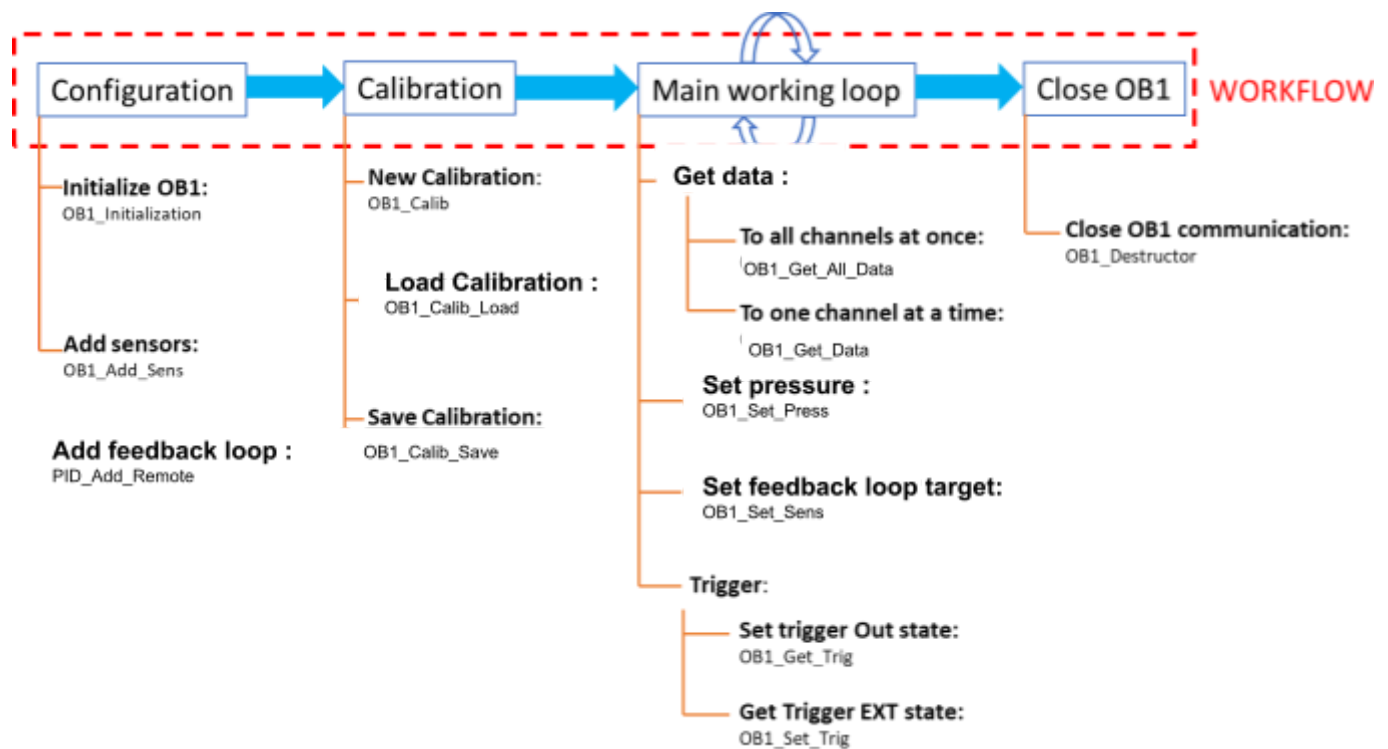 Configuration
Calibration
Main working loop
Close OB1
WORKFLOW
Initialize OB1:
OB1_Initialization
Add sensors:
OB1_Add_Sens
Add feedback loop :
PID_Add_Remote
New Calibration:
OB1_Calib
Load Calibration :
OB1_Calib_Load
Save Calibration:
OB1_Calib_Save
Get data :
To all channels at once:
OB1_Get_All_Data
To one channel at a time:
OB1_Get_Data
Set pressure :
OB1_Set_Press
Set feedback loop target:
OB1_Set_Sens
Trigger:
Set trigger Out state:
OB1_Get_Trig
Get Trigger EXT state:
OB1_Set_Trig
Close OB1 communication:
OB1_Destructor